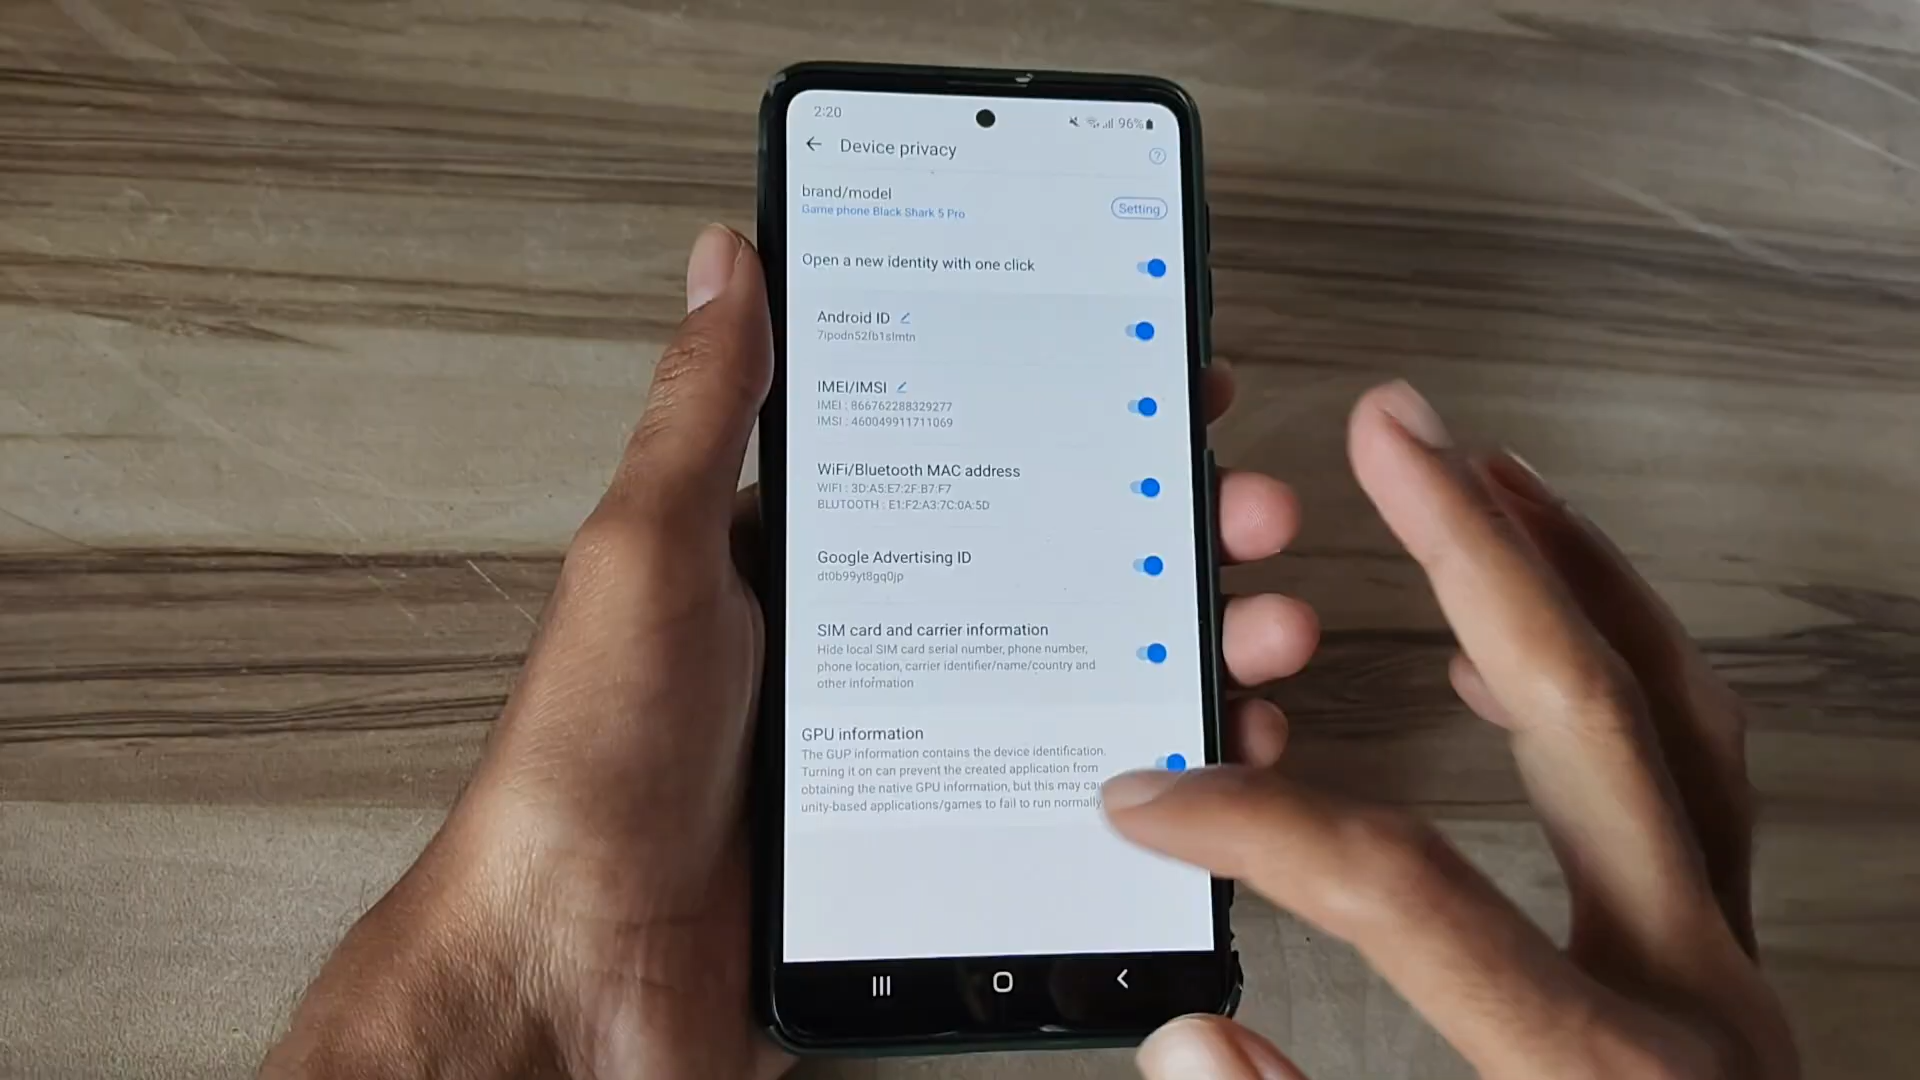 2:20
96%
Device privacy
brand/model
Game phone Black Shark 5 Pro
Setting
Open a new identity with one click
Android ID
7ipodn52fb1slmtn
IMEI/IMSI
IMEI : 866762288329277
IMSI : 460049911711069
WiFi/Bluetooth MAC address
WIFI : 3D:A5:E7:2F:B7:F7
BLUTOOTH : E1:F2:A3:7C:0A:5D
Google Advertising ID
dt0b99yt8gq0jp
SIM card and carrier information
Hide local SIM card serial number, phone number,
phone location, carrier identifier/name/country and
other information
GPU information
The GUP information contains the device identification.
Turning it on can prevent the created application from
obtaining the native GPU information, but this may
unity-based applications/games to fail to run normally